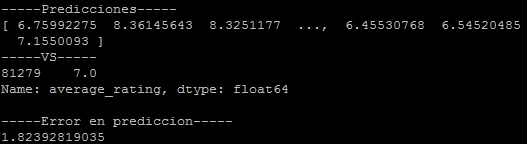 -----Predicciones-----
[ 6.75992275  8.36145643  8.3251177  ...,  6.45530768  6.54520485
  7.1550093 ]
-----VS-----
81279    7.0
Name: average_rating, dtype: float64
-----Error en prediccion-----
1.82392819035